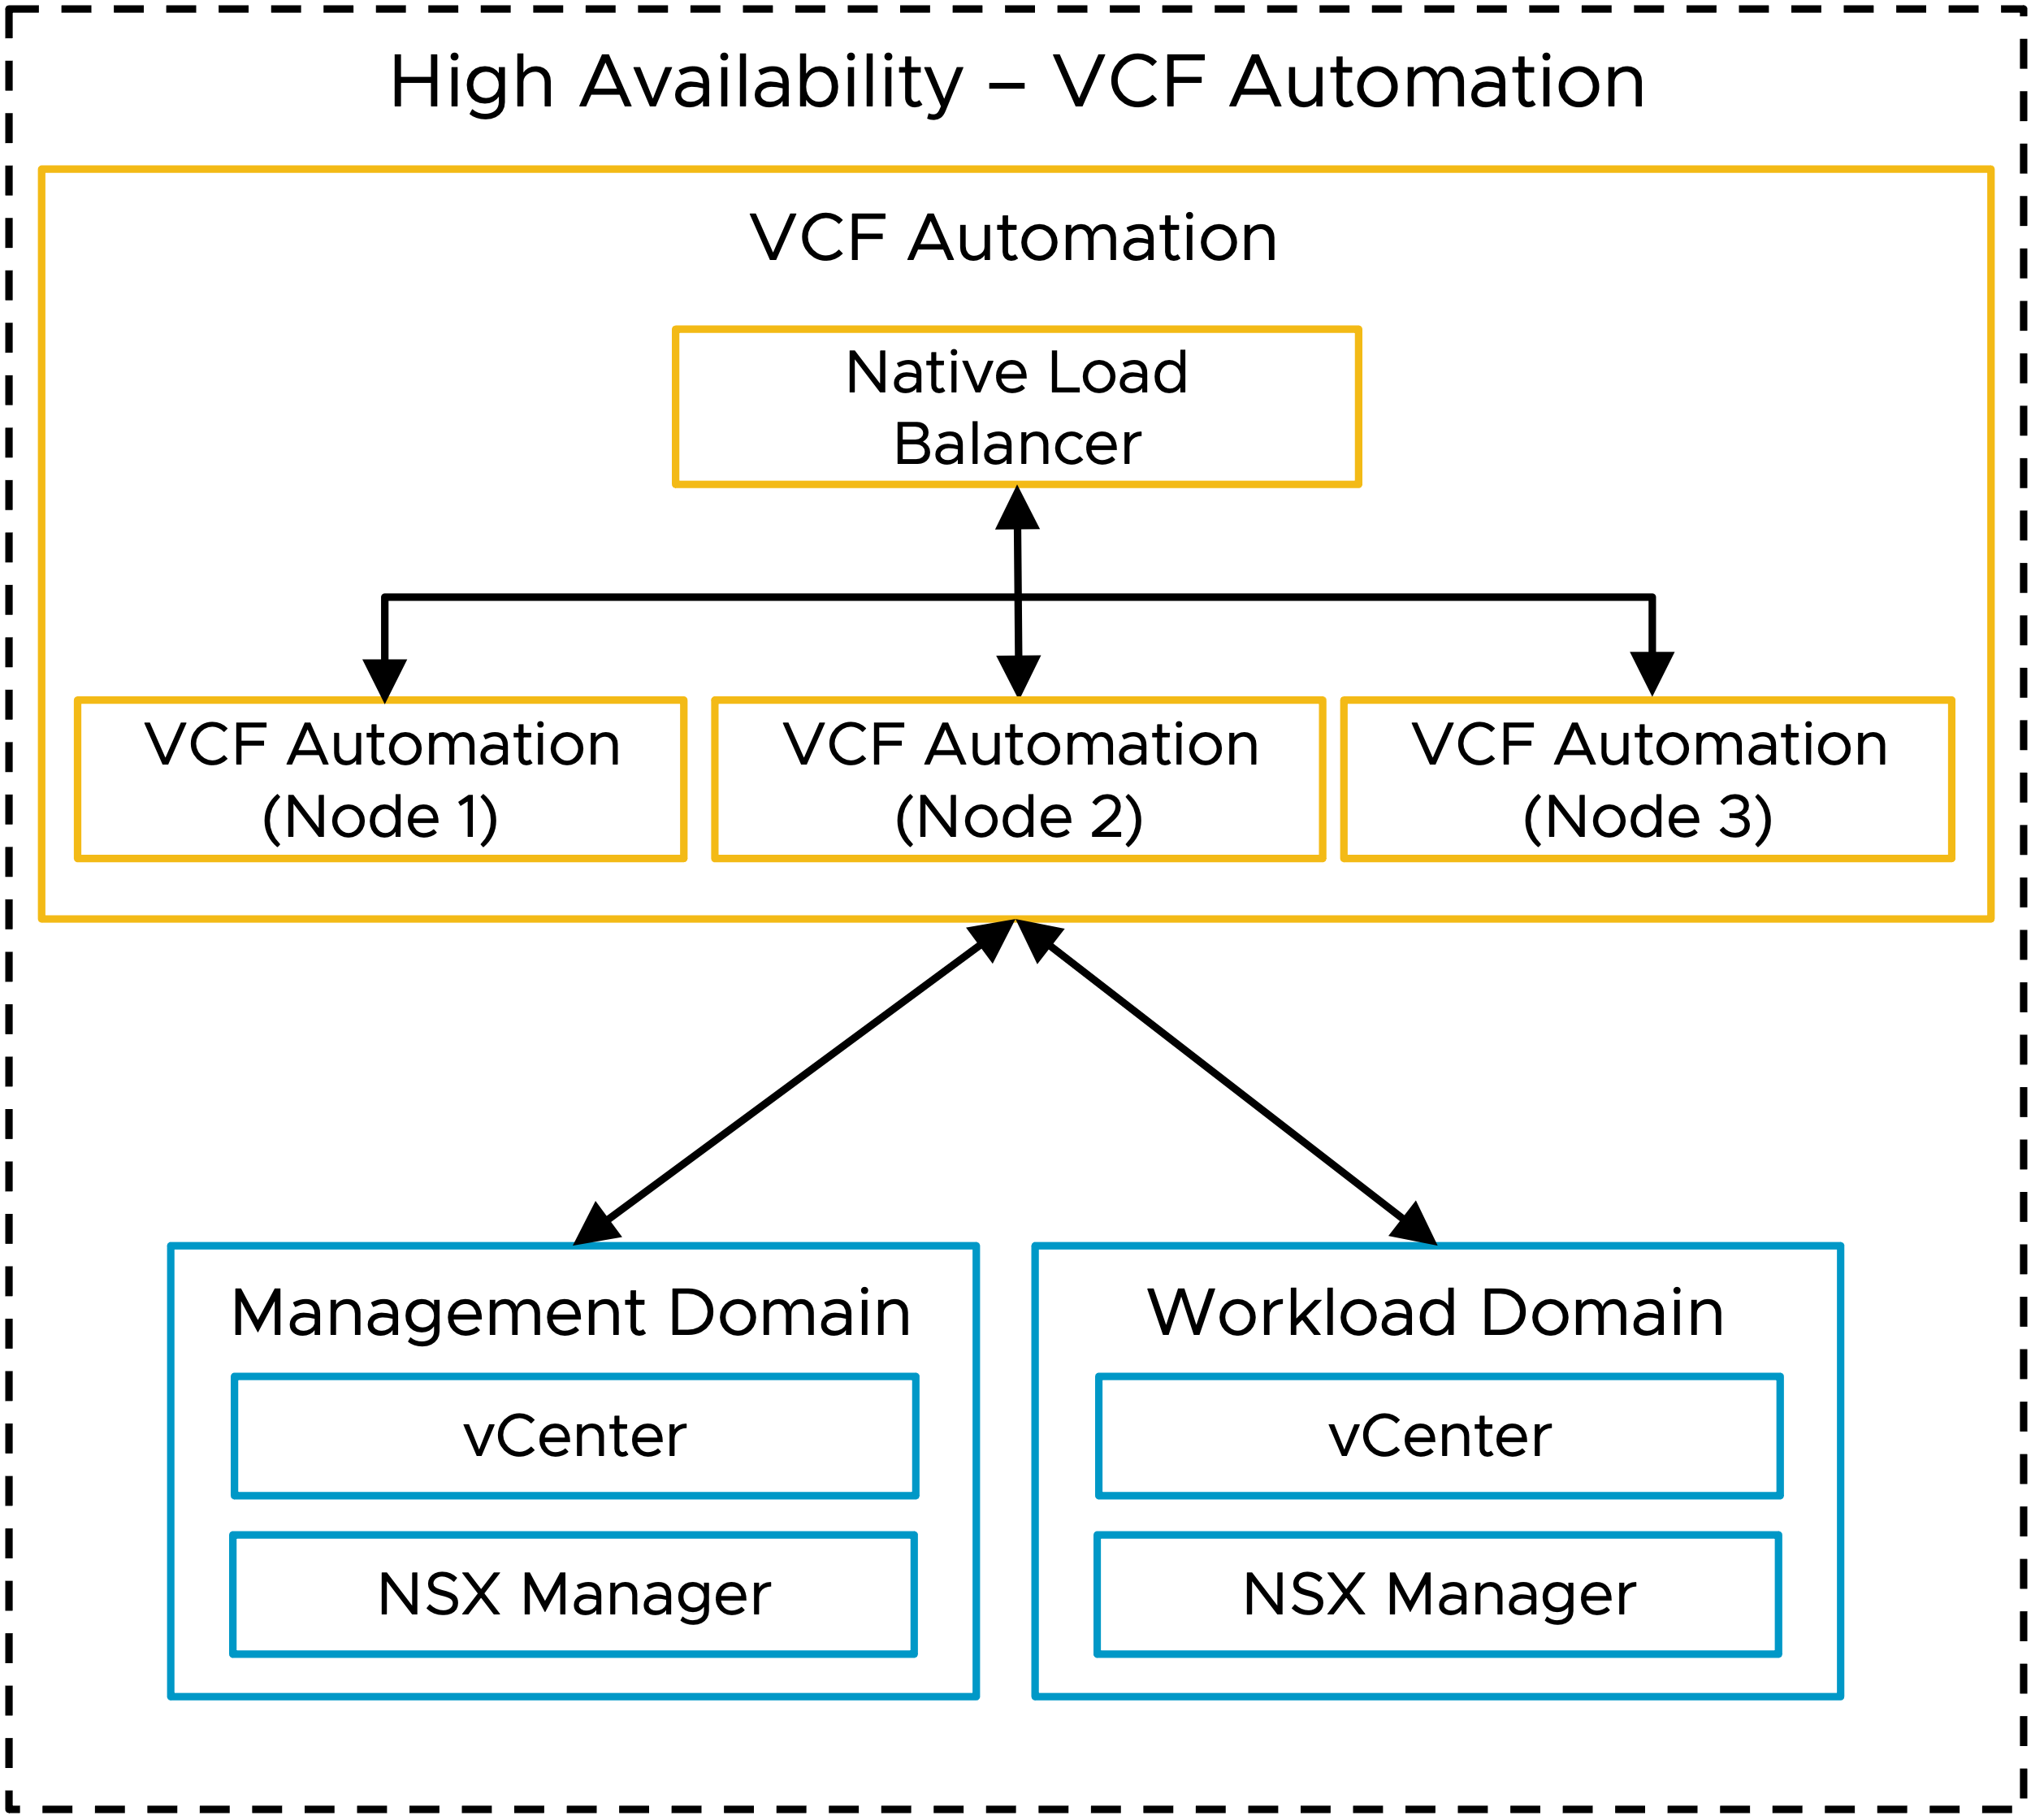 High Availability – VCF Automation
VCF Automation
Native Load
Balancer
VCF Automation
(Node 1)
VCF Automation
(Node 2)
VCF Automation
(Node 3)
Management Domain
vCenter
NSX Manager
Workload Domain
vCenter
NSX Manager